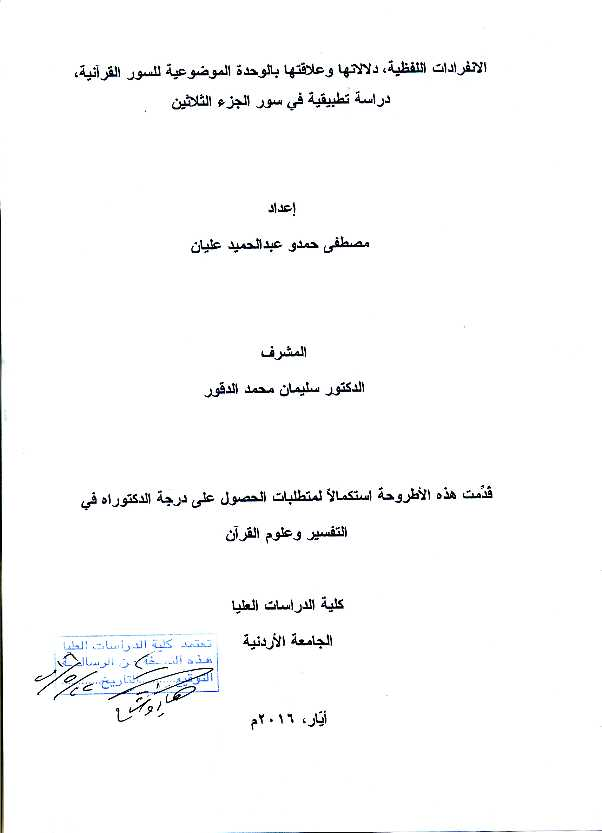 الانفرادات اللفظية، دلالاتها وعلاقتها بالوحدة الموضوعية للسور القرآنية،
دراسة تطبيقية في سور الجزء الثلاثين
إعداد
مصطفى حمدو عبدالحميد عليان
المشرف
الدكتور سليمان محمد الدقور
قُدِّمت هذه الأطروحة استكمالاً لمتطلبات الحصول على درجة الدكتوراه في
التفسير وعلوم القرآن
كلية الدراسات العليا
الجامعة الأردنية
تعتمد كلية الدراسات العليا
هذه النسخة من الرسالة
التوقيع ........ التاريخ ........
أيّار، ٢٠١٦م